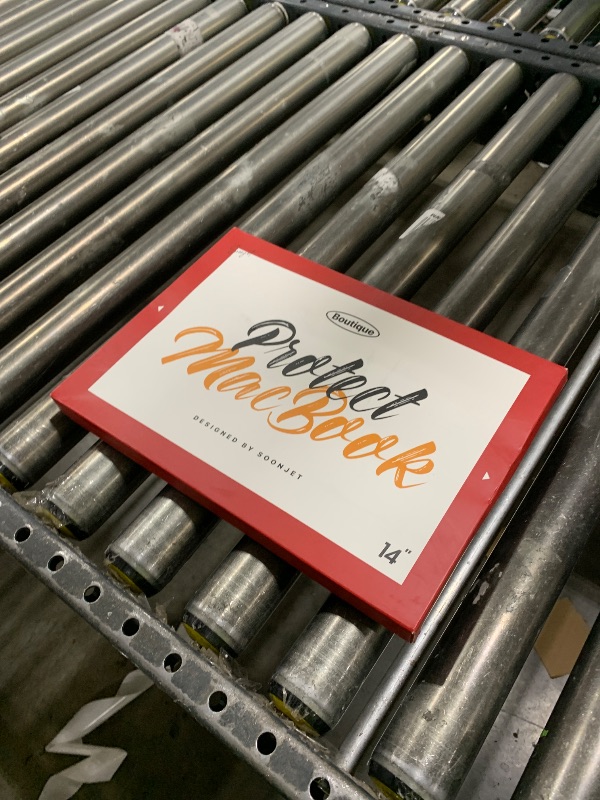 Boutique
Protect
MacBook
DESIGNED BY SOONJET
14"